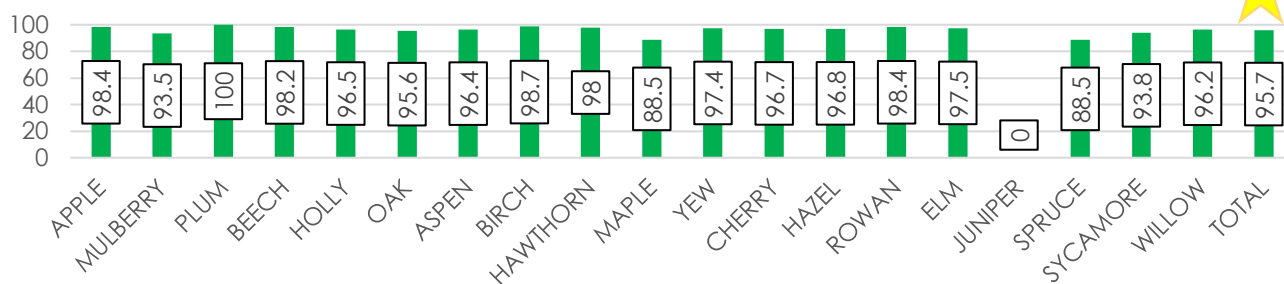 100
80
60
40
20
0
98.4
93.5
100
98.2
96.5
95.6
96.4
98.7
98
88.5
97.4
96.7
96.8
98.4
97.5
0
88.5
93.8
96.2
95.7
APPLE
MULBERRY
PLUM
BEECH
HOLLY
OAK
ASPEN
BIRCH
HAWTHORN
MAPLE
YEW
CHERRY
HAZEL
ROWAN
ELM
JUNIPER
SPRUCE
SYCAMORE
WILLOW
TOTAL